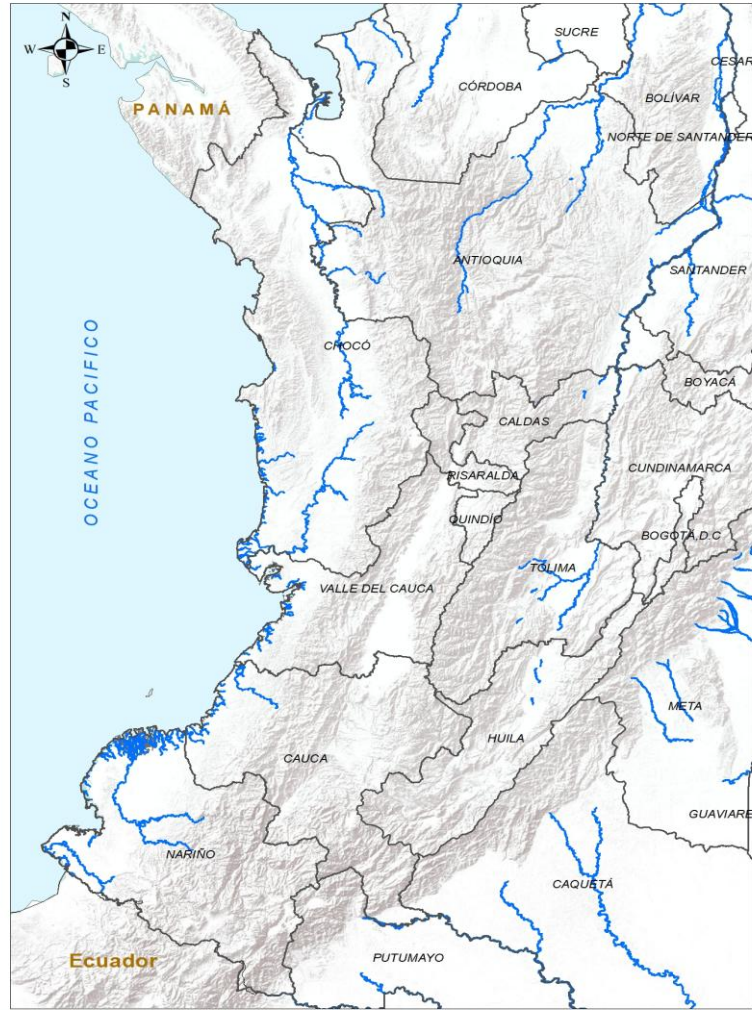 N
W E
S
SUCRE
CESAR
CÓRDOBA
BOLÍVAR
PANAMÁ
NORTE DE SANTANDER
ANTIOQUIA
SANTANDER
OCEANO PACIFICO
CHOCÓ
BOYACÁ
CALDAS
CUNDINAMARCA
RISARALDA
QUINDÍO
BOGOTÁ,D.C
TOLIMA
VALLE DEL CAUCA
META
HUILA
CAUCA
GUAVIARE
NARIÑO
CAQUETÁ
Ecuador
PUTUMAYO